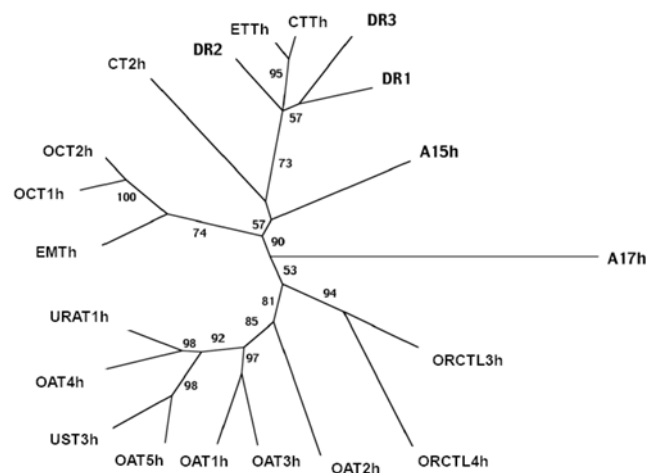 ETTh
CTTh
DR3
DR2
CT2h
95
DR1
57
OCT2h
73
A15h
OCT1h
100
57
74
90
EMTh
A17h
53
81
94
URAT1h
85
98
92
97
ORCTL3h
OAT4h
98
UST3h
OAT5h
OAT1h
OAT3h
OAT2h
ORCTL4h